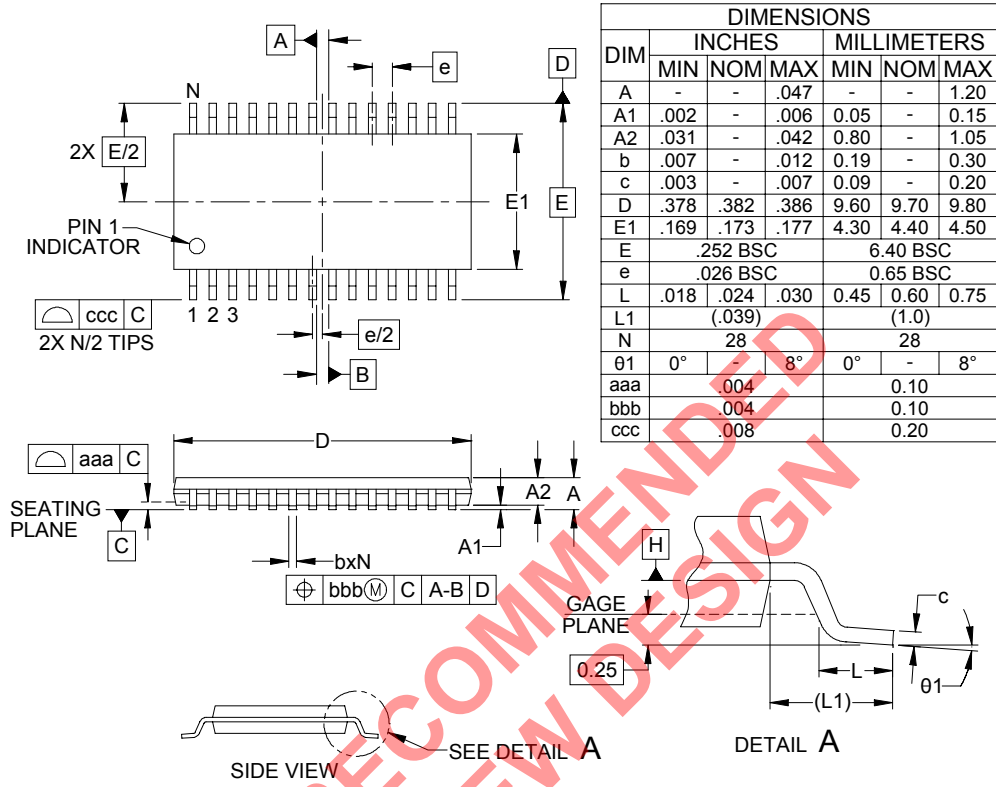 A
e
D
N
2X E/2
E1
E
PIN 1
INDICATOR
ccc C
2X N/2 TIPS
1 2 3
e/2
B
DIMENSIONS
DIM INCHES MILLIMETERS
MIN NOM MAX MIN NOM MAX
A - - .047 - - 1.20
A1 .002 - .006 0.05 - 0.15
A2 .031 - .042 0.80 - 1.05
b .007 - .012 0.19 - 0.30
c .003 - .007 0.09 - 0.20
D .378 .382 .386 9.60 9.70 9.80
E1 .169 .173 .177 4.30 4.40 4.50
E .252 BSC 6.40 BSC
e .026 BSC 0.65 BSC
L .018 .024 .030 0.45 0.60 0.75
L1 (.039) (1.0)
N 28 28
θ1 0° - 8° 0° - 8°
aaa .004 0.10
bbb .004 0.10
ccc .008 0.20
D
aaa C
SEATING
PLANE
C
A2 A
A1
bxN
⌖ bbbⓂ C A-B D
H
GAGE
PLANE
0.25
c
L
(L1)
θ1
DETAIL A
SEE DETAIL A
SIDE VIEW
RECOMMENDED
EW DESIGN